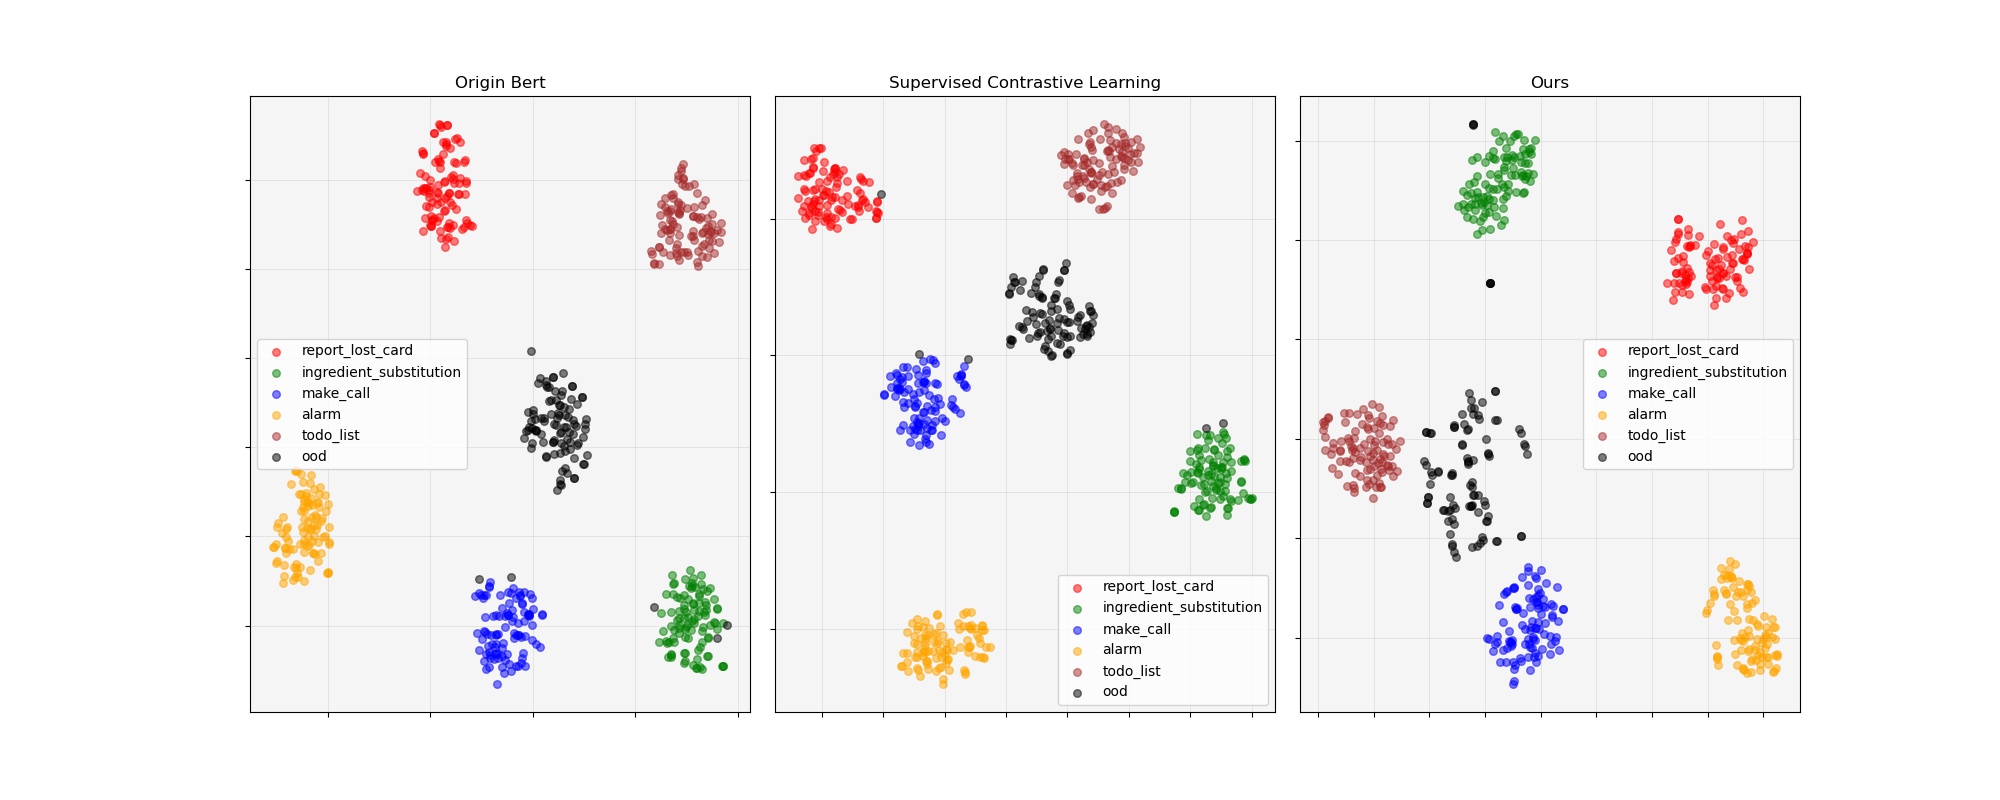 Origin Bert
report_lost_card
ingredient_substitution
make_call
alarm
todo_list
ood
Supervised Contrastive Learning
report_lost_card
ingredient_substitution
make_call
alarm
todo_list
ood
Ours
report_lost_card
ingredient_substitution
make_call
alarm
todo_list
ood